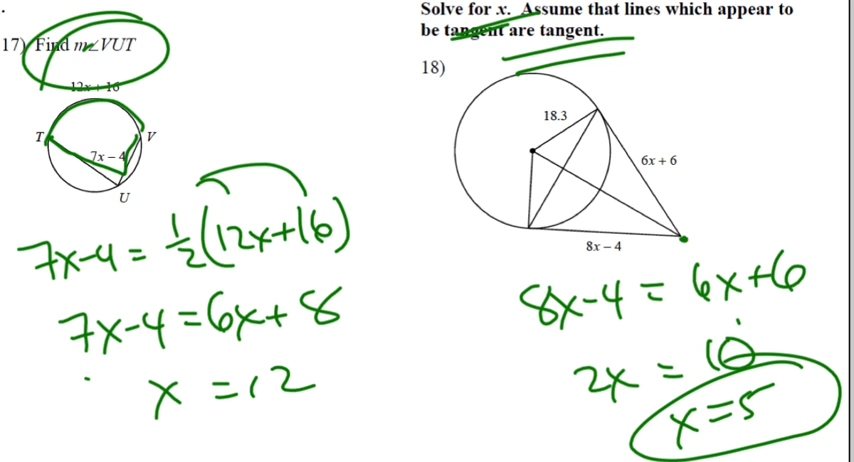 17) Find m∠VUT
12x + 16
T
V
7x – 4
U
7x-4 = 1/2(12x+16)
7x-4=6x+8
x =12
Solve for x. Assume that lines which appear to
be tangent are tangent.
18)
18.3
6x + 6
8x – 4
8x-4 = 6x+6
2x = 10
x=5